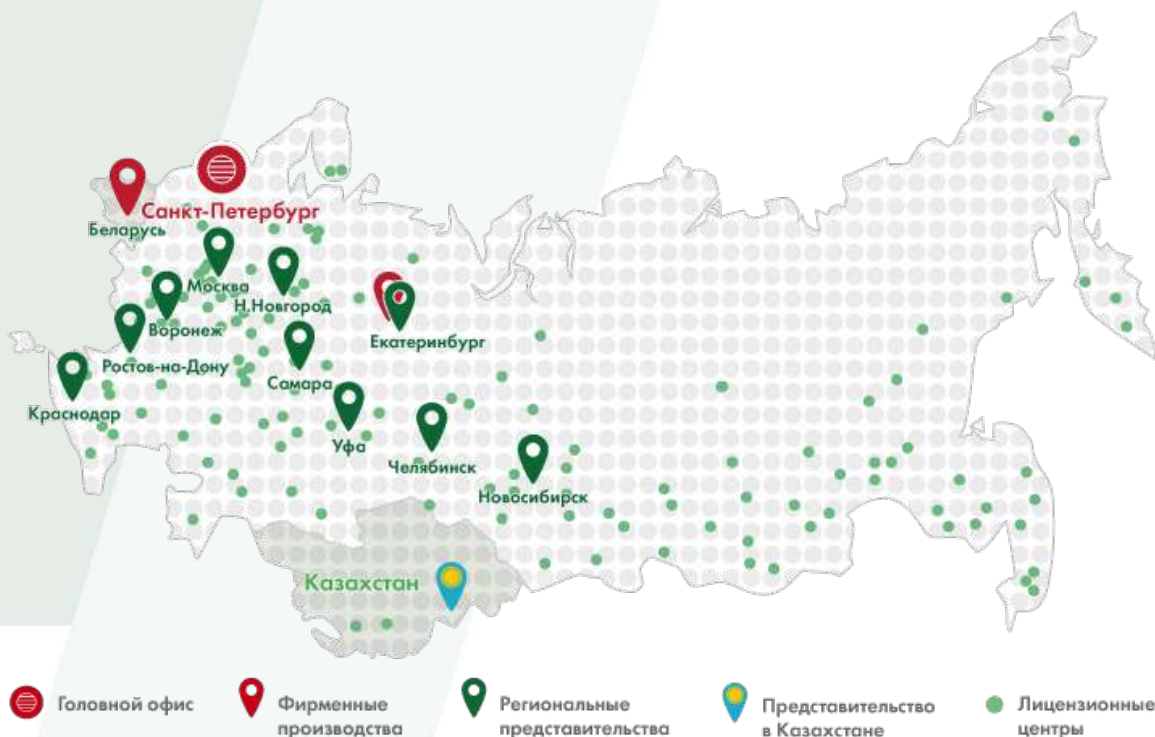 Санкт-Петербург
Беларусь
Москва
Н.Новгород
Воронеж
Екатеринбург
Ростов-на-Дону
Самара
Краснодар
Уфа
Челябинск
Новосибирск
Казахстан
Головной офис
Фирменные
производства
Региональные
представительства
Представительство
в Казахстане
Лицензионные
центры